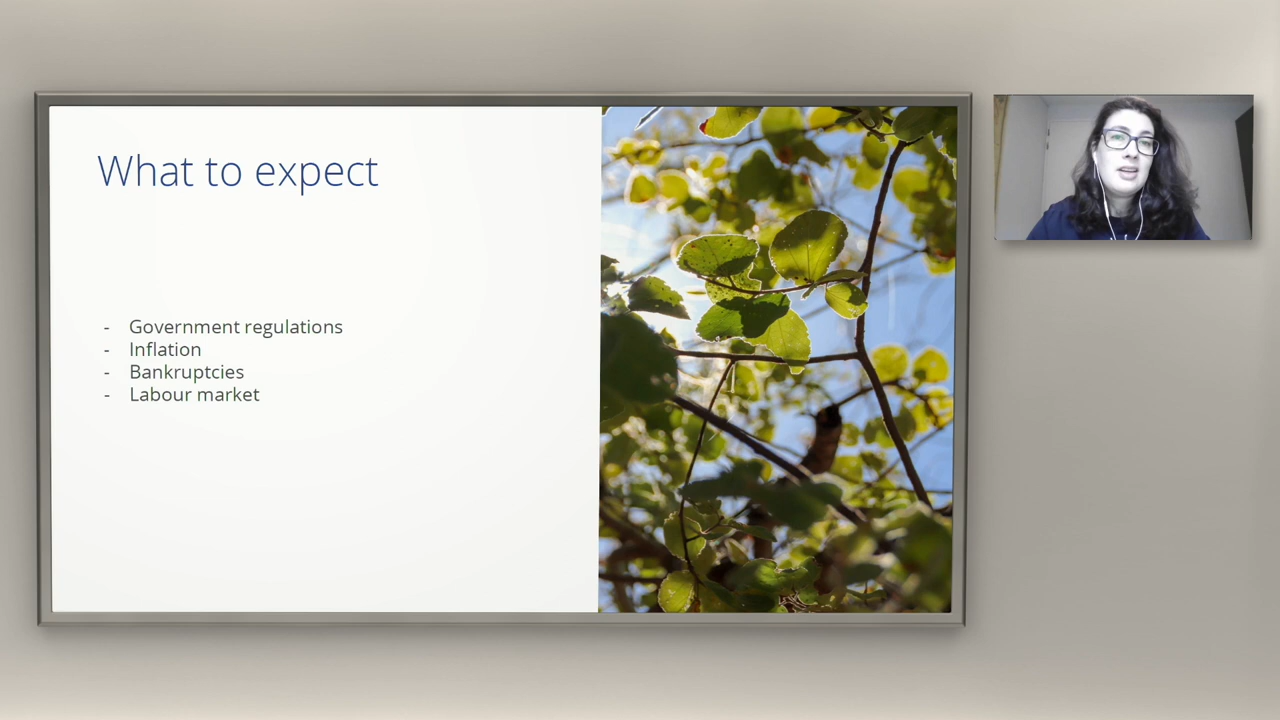 What to expect
- Government regulations
- Inflation
- Bankruptcies
- Labour market